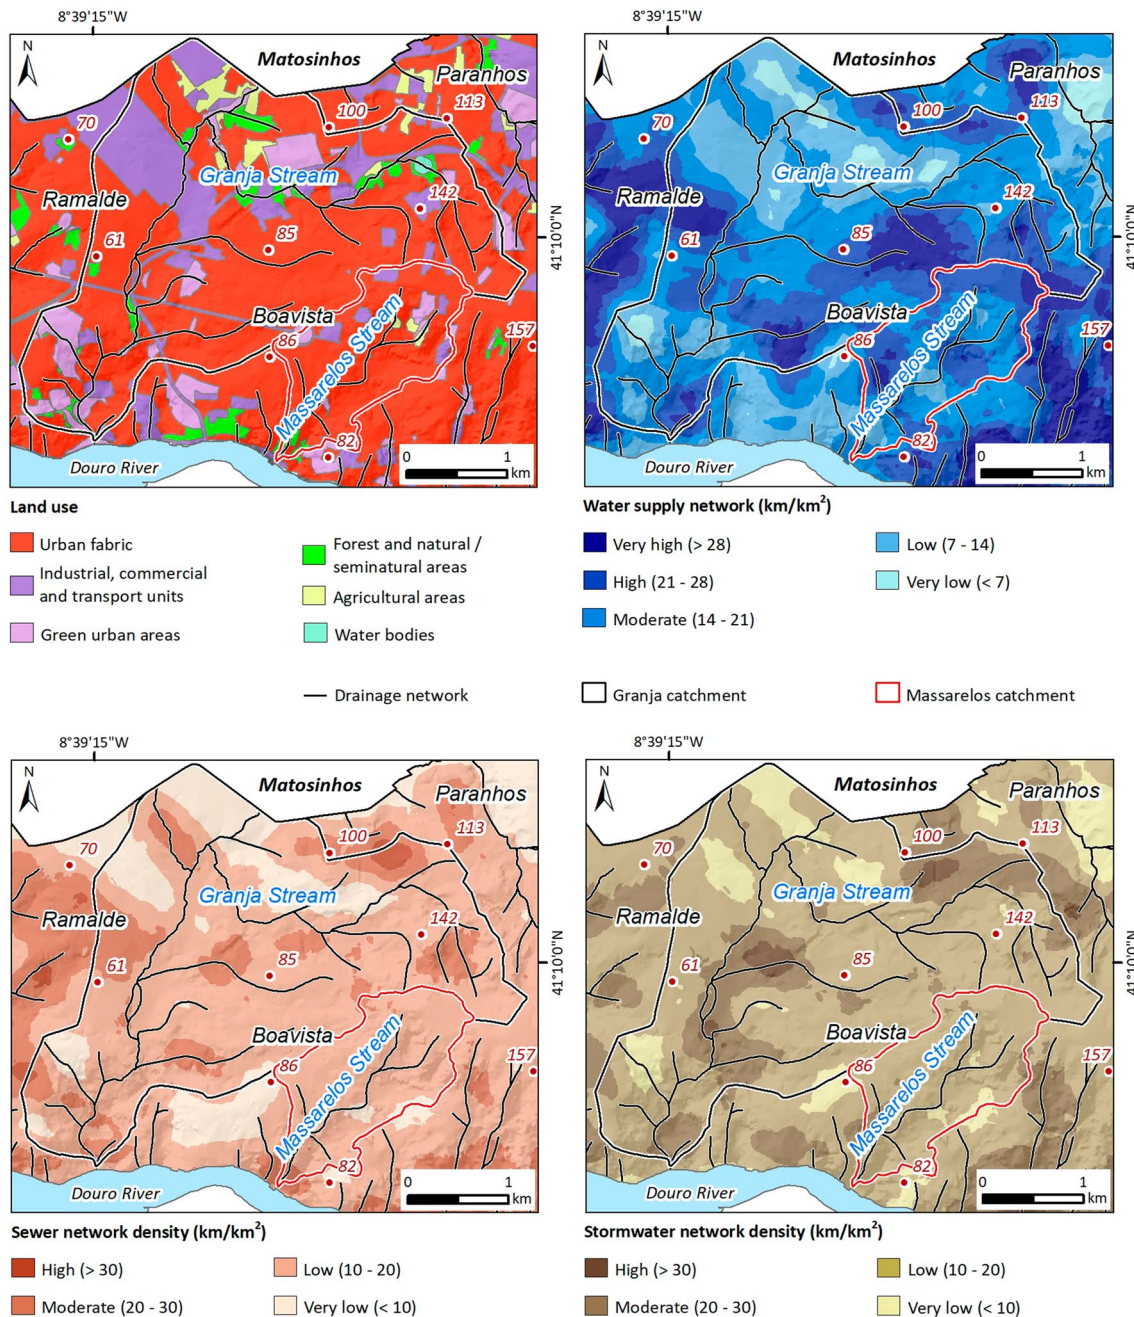 8°39'15"W
8°39'15"W
N
Matosinhos
Paranhos
113
100
70
Granja Stream
Ramalde
142
61
85
41°10'0"N
Boavista
86
Massarelos Stream
157
82
Douro River
0
1
km
N
Matosinhos
Paranhos
113
100
70
Granja Stream
Ramalde
142
61
85
41°10'0"N
Boavista
86
Massarelos Stream
157
82
Douro River
0
1
km
Land use
Urban fabric
Industrial, commercial
and transport units
Green urban areas
Forest and natural /
seminatural areas
Agricultural areas
Water bodies
Water supply network (km/km²)
Very high (> 28)
High (21 - 28)
Moderate (14 - 21)
Low (7 - 14)
Very low (< 7)
Drainage network
Granja catchment
Massarelos catchment
8°39'15"W
8°39'15"W
N
Matosinhos
Paranhos
113
100
70
Granja Stream
Ramalde
142
61
85
41°10'0"N
Boavista
86
Massarelos Stream
157
82
Douro River
0
1
km
N
Matosinhos
Paranhos
113
100
70
Granja Stream
Ramalde
142
61
85
41°10'0"N
Boavista
86
Massarelos Stream
157
82
Douro River
0
1
km
Sewer network density (km/km²)
High (> 30)
Moderate (20 - 30)
Low (10 - 20)
Very low (< 10)
Stormwater network density (km/km²)
High (> 30)
Moderate (20 - 30)
Low (10 - 20)
Very low (< 10)